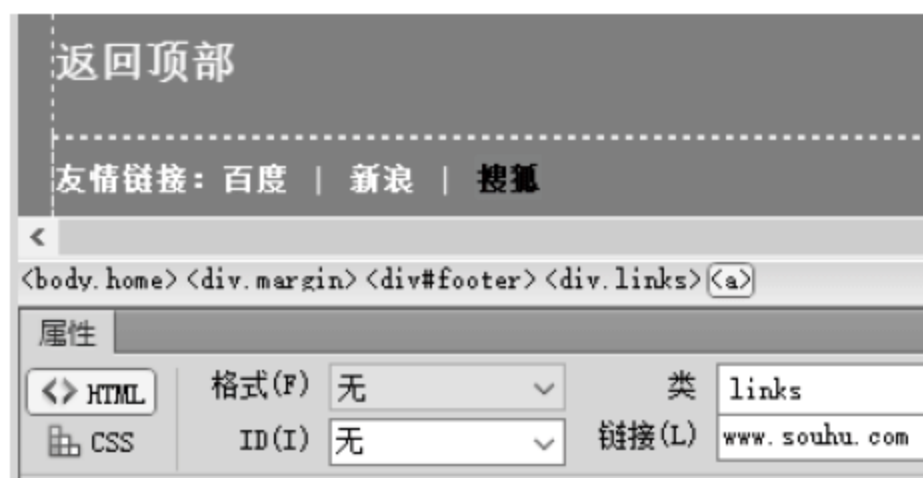 返回顶部
友情链接：百度 | 新浪 | 搜狐
<
<body.home><div.margin><div#footer><div.links><a>
属性
<> HTML 格式(F) 无 类 links
CSS ID(I) 无 链接(L) www.souhu.com